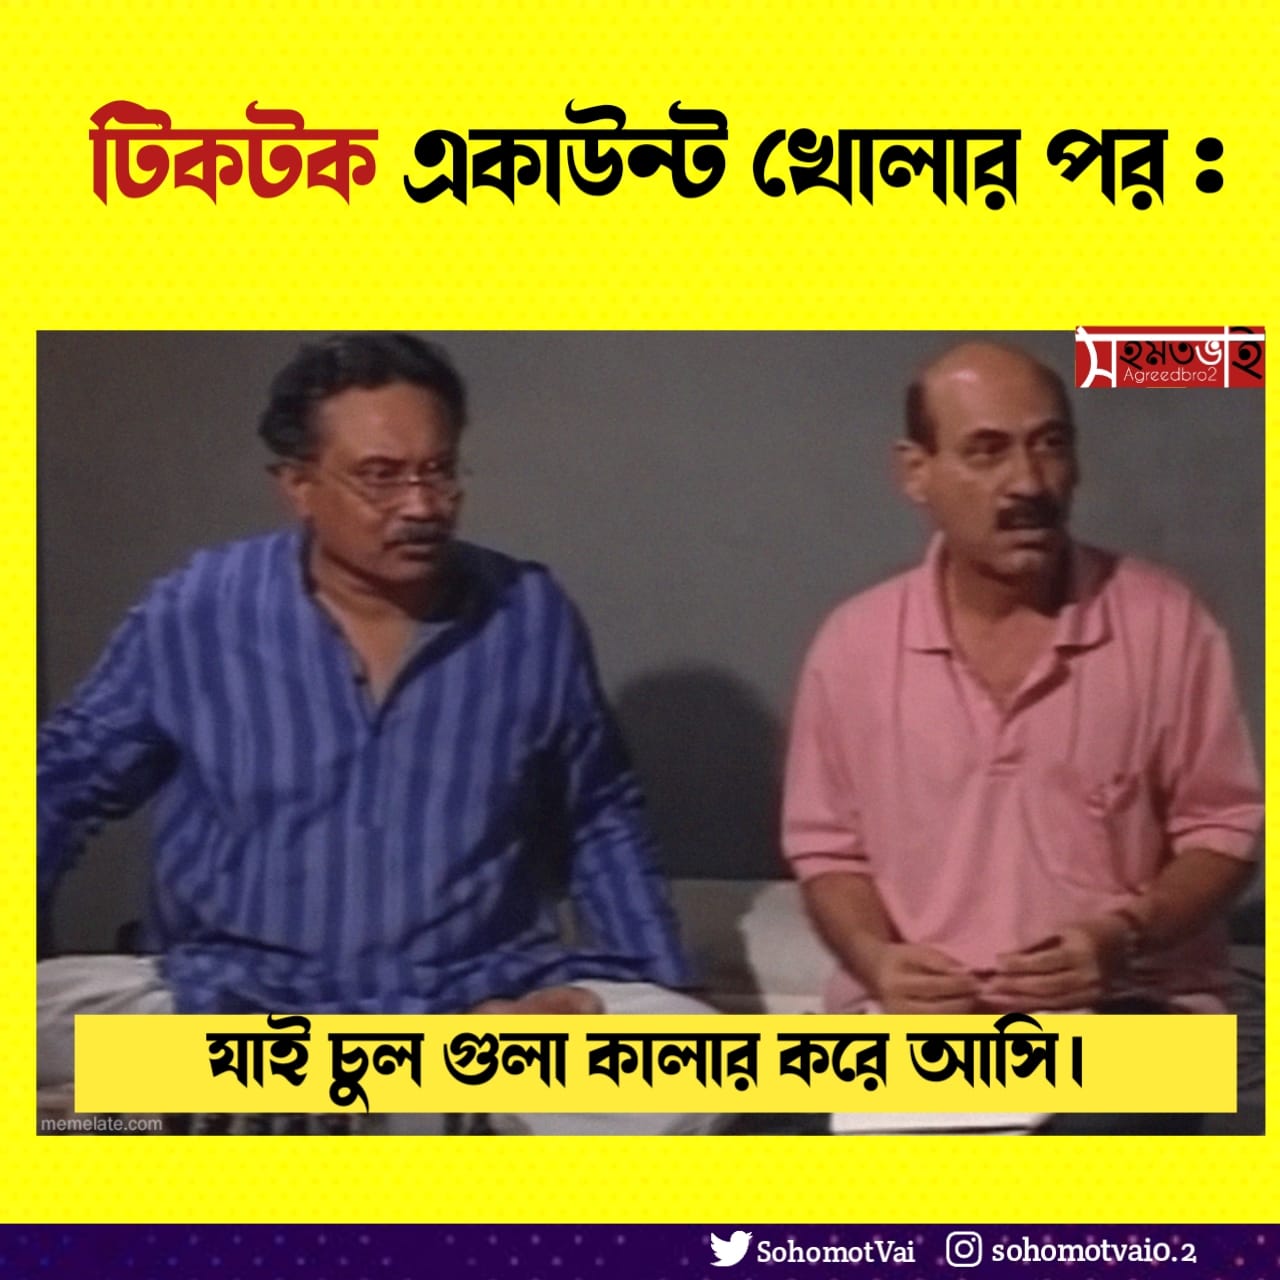 টিকটক একাউন্ট খোলার পর :
সহমতভাই
Agreedbro2
যাই চুল গুলা কালার করে আসি।
memelate.com
SohomotVai sohomotvai0.2